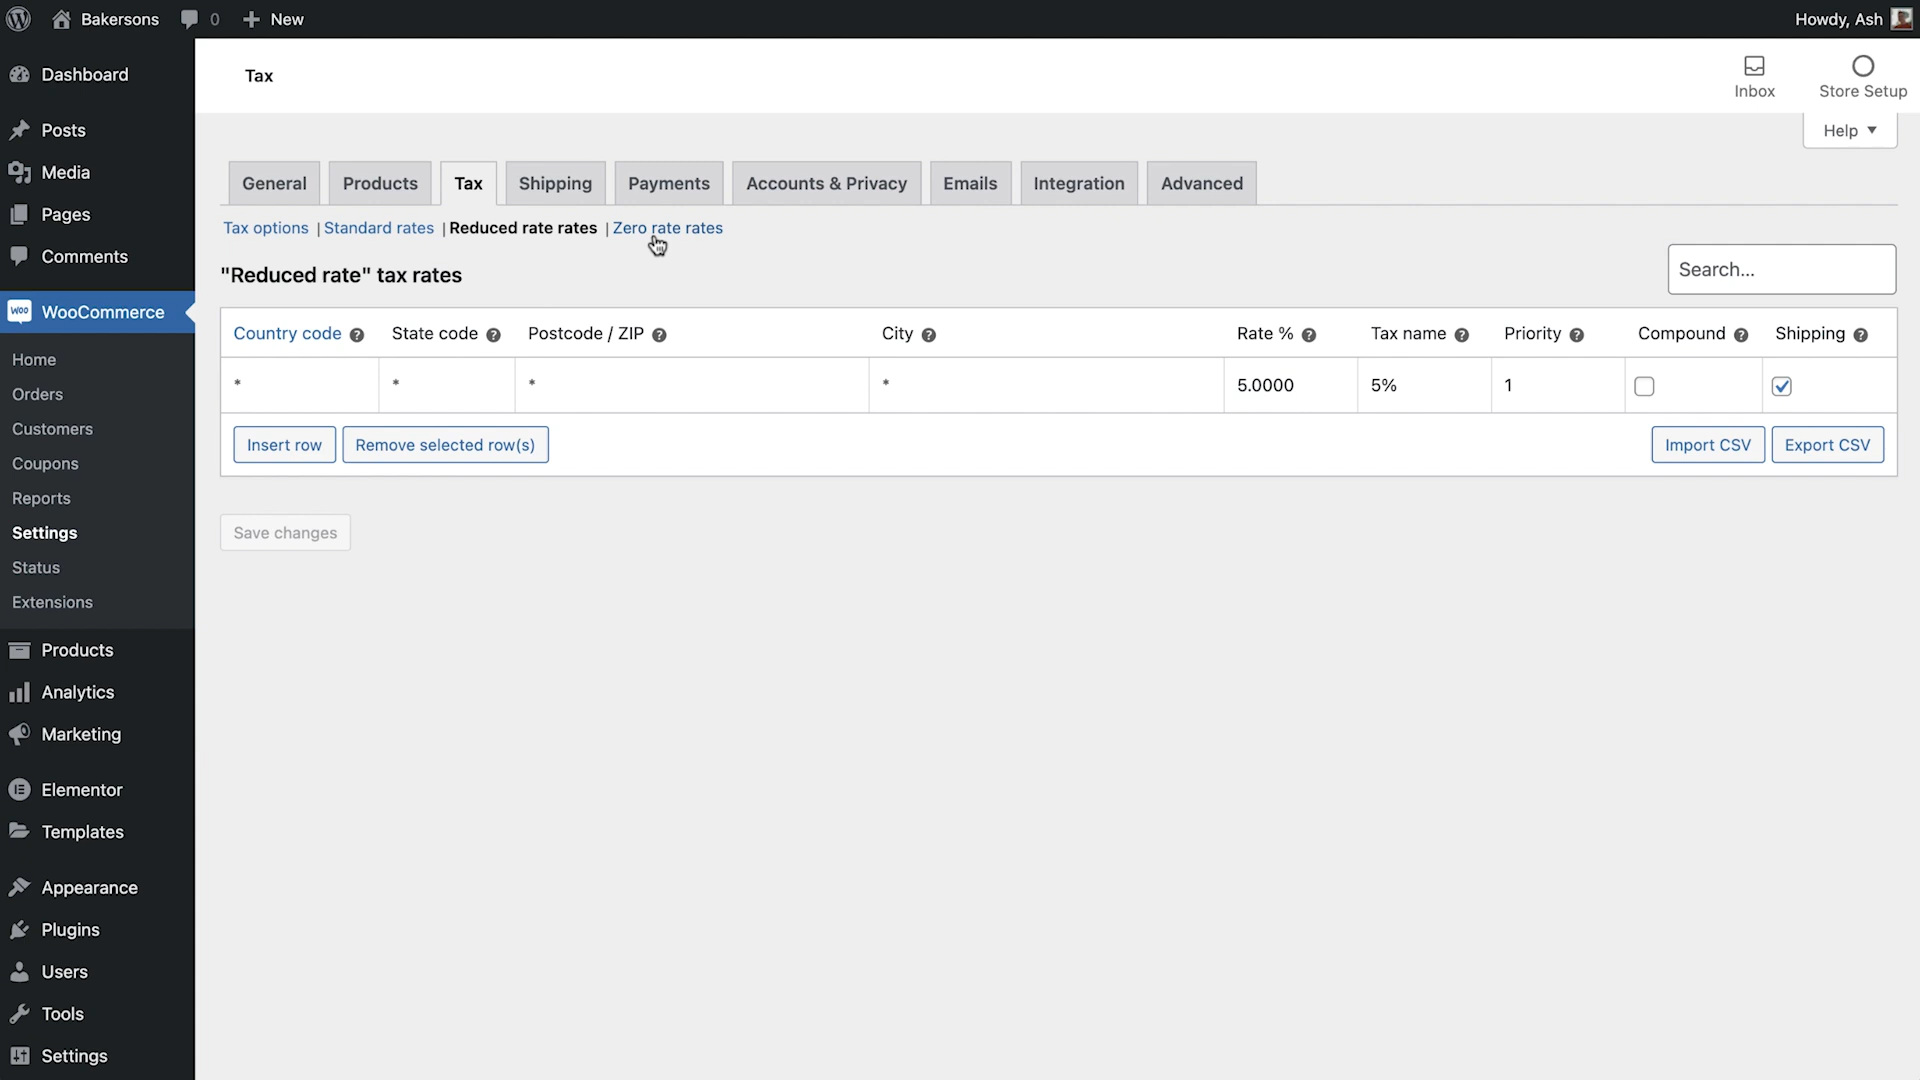 Bakersons 0 + New Howdy, Ash
Dashboard
Posts
Media
Pages
Comments
WOO WooCommerce
Home
Orders
Customers
Coupons
Reports
Settings
Status
Extensions
Products
Analytics
Marketing
Elementor
Templates
Appearance
Plugins
Users
Tools
Settings
Tax
Inbox
Store Setup
Help ▼
General Products Tax Shipping Payments Accounts & Privacy Emails Integration Advanced
Tax options | Standard rates | Reduced rate rates | Zero rate rates
"Reduced rate" tax rates
Search...
Country code ? State code ? Postcode / ZIP ? City ? Rate % ? Tax name ? Priority ? Compound ? Shipping ?
* * * * 5.0000 5% 1
Insert row Remove selected row(s) Import CSV Export CSV
Save changes